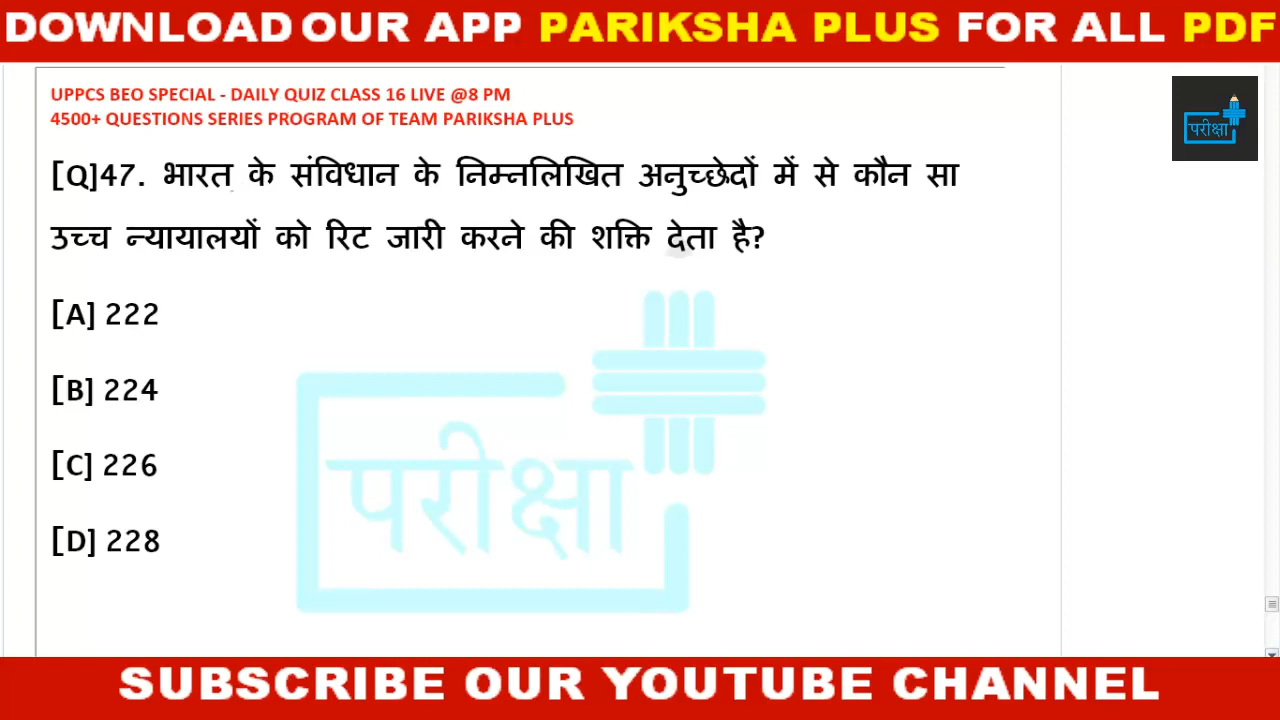 DOWNLOAD OUR APP PARIKSHA PLUS FOR ALL PDF
UPPCS BEO SPECIAL - DAILY QUIZ CLASS 16 LIVE @8 PM
4500+ QUESTIONS SERIES PROGRAM OF TEAM PARIKSHA PLUS
परीक्षा
[Q]47. भारत के संविधान के निम्नलिखित अनुच्छेदों में से कौन सा
उच्च न्यायालयों को रिट जारी करने की शक्ति देता है?
[A] 222
[B] 224
[C] 226
[D] 228
परीक्षा
SUBSCRIBE OUR YOUTUBE CHANNEL